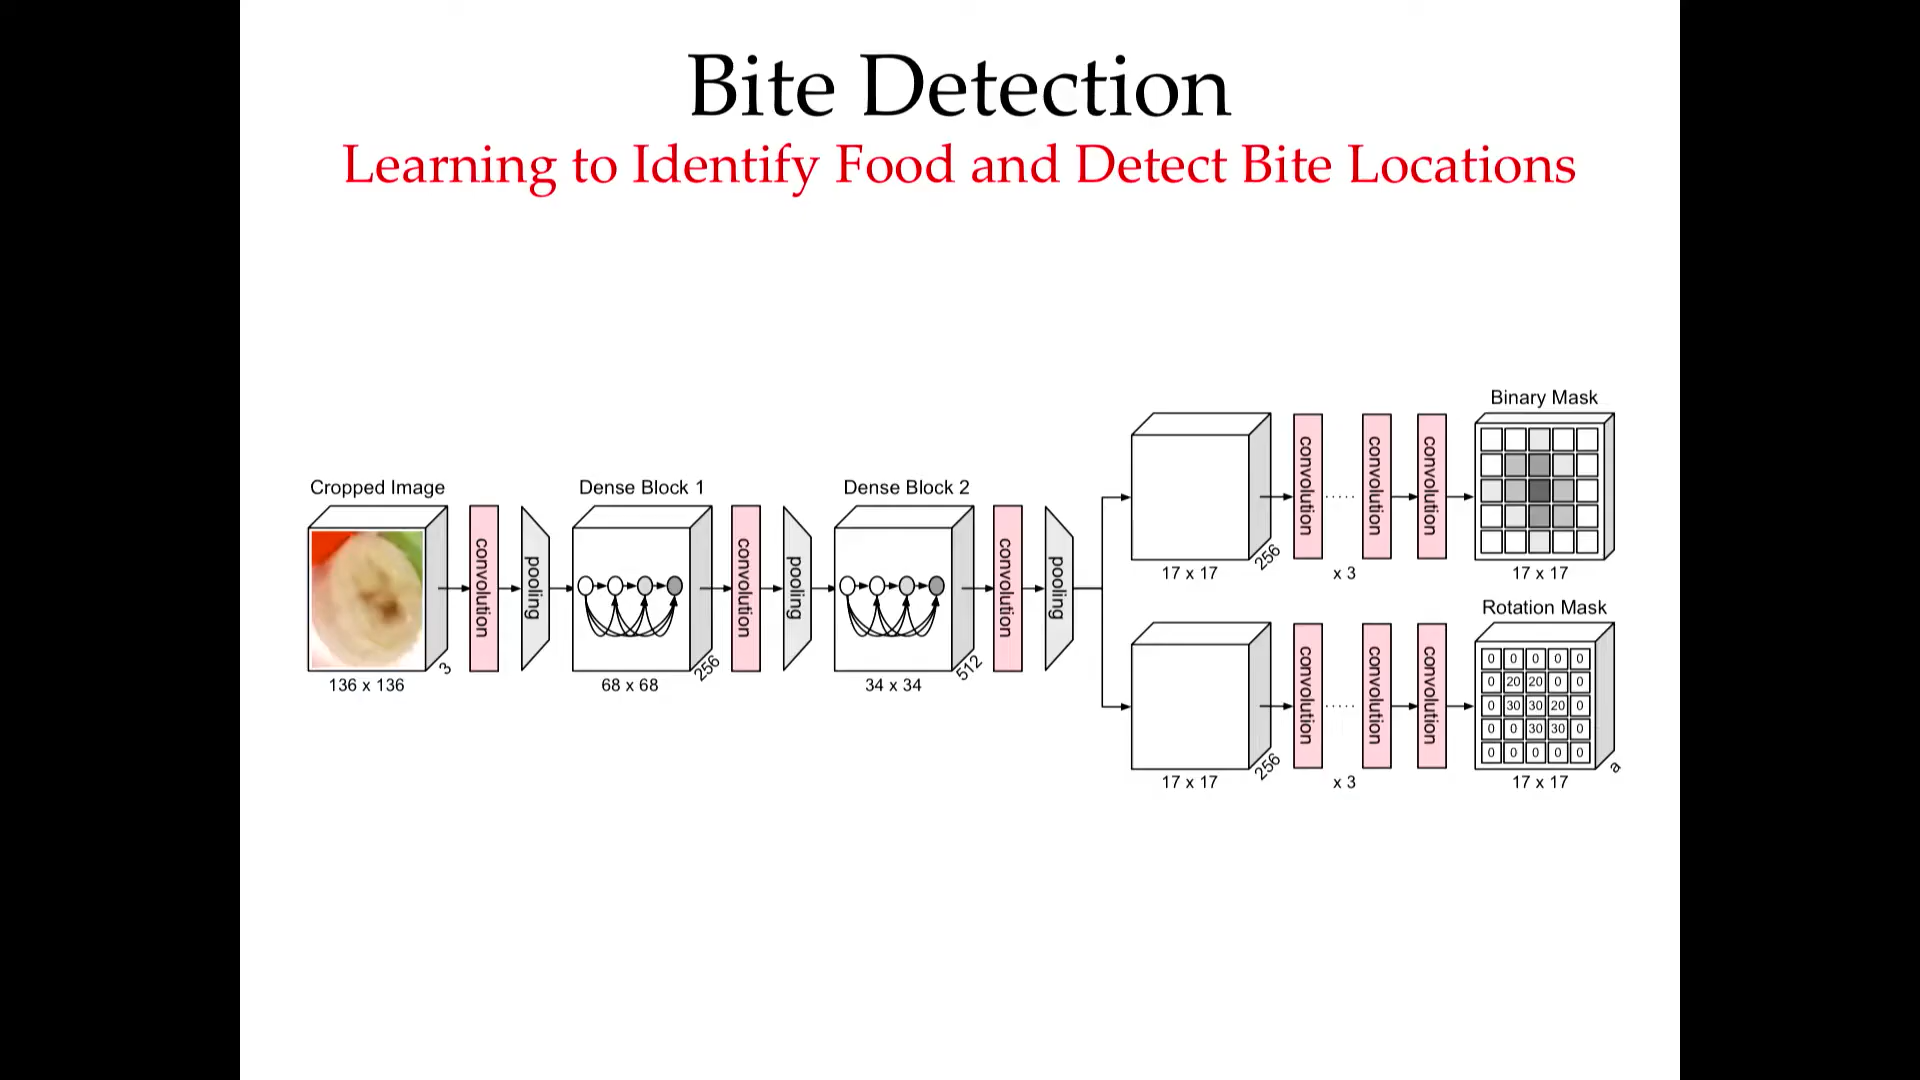 Bite Detection
Learning to Identify Food and Detect Bite Locations
Cropped Image
136 x 136
3
convolution
pooling
Dense Block 1
68 x 68
256
convolution
pooling
Dense Block 2
34 x 34
512
convolution
pooling
17 x 17
256
convolution
.....
x 3
convolution
convolution
Binary Mask
17 x 17
17 x 17
256
convolution
.....
x 3
convolution
convolution
Rotation Mask
0 0 0 0 0
0 20 20 0 0
0 30 30 20 0
0 0 30 30 0
0 0 0 0 0
17 x 17
a